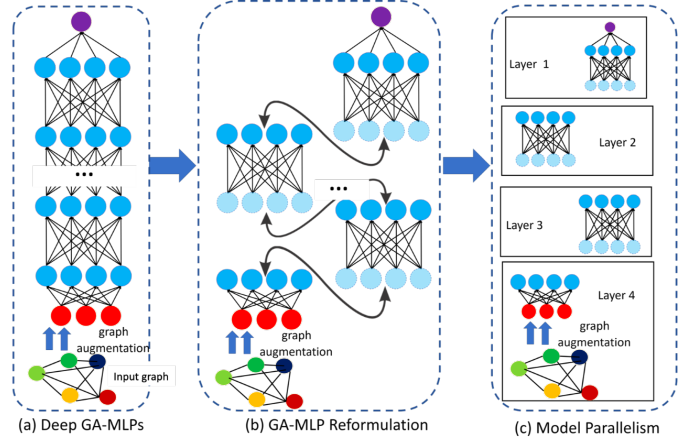 ...
graph
augmentation
Input graph
(a) Deep GA-MLPs
...
graph
augmentation
(b) GA-MLP Reformulation
Layer 1
Layer 2
Layer 3
Layer 4
graph
augmentation
(c) Model Parallelism